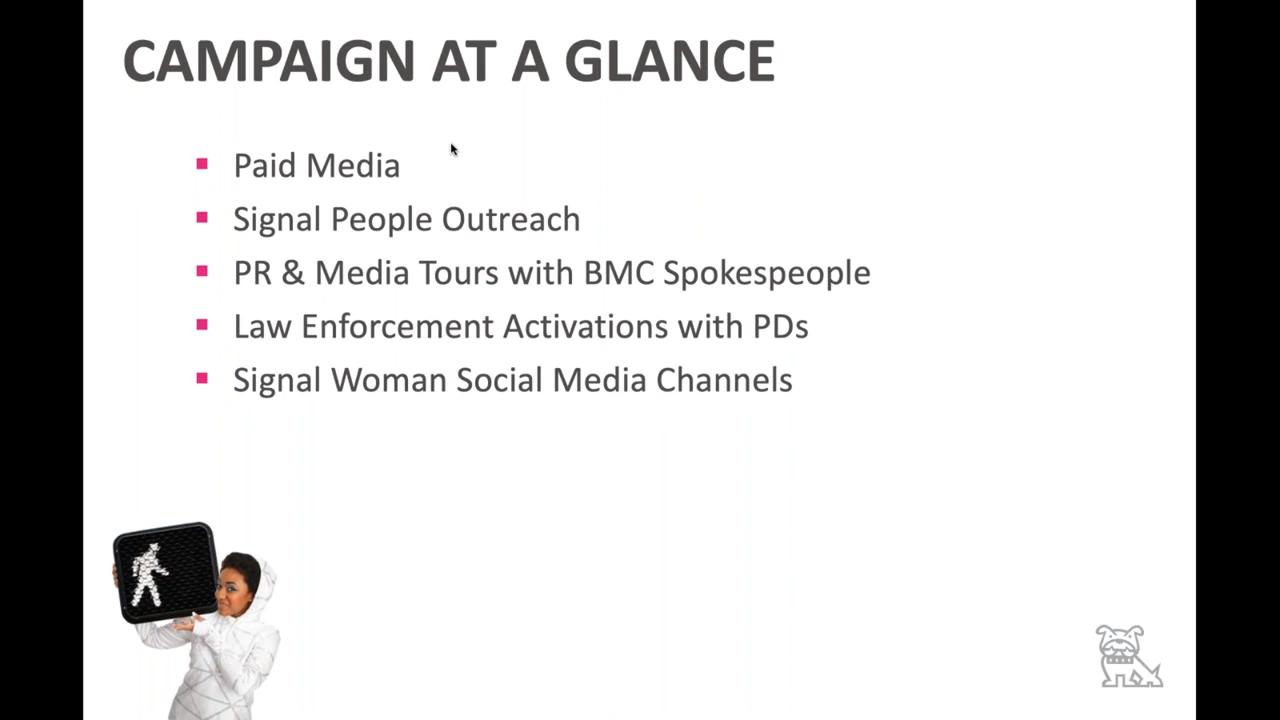 CAMPAIGN AT A GLANCE
Paid Media
Signal People Outreach
PR & Media Tours with BMC Spokespeople
Law Enforcement Activations with PDs
Signal Woman Social Media Channels